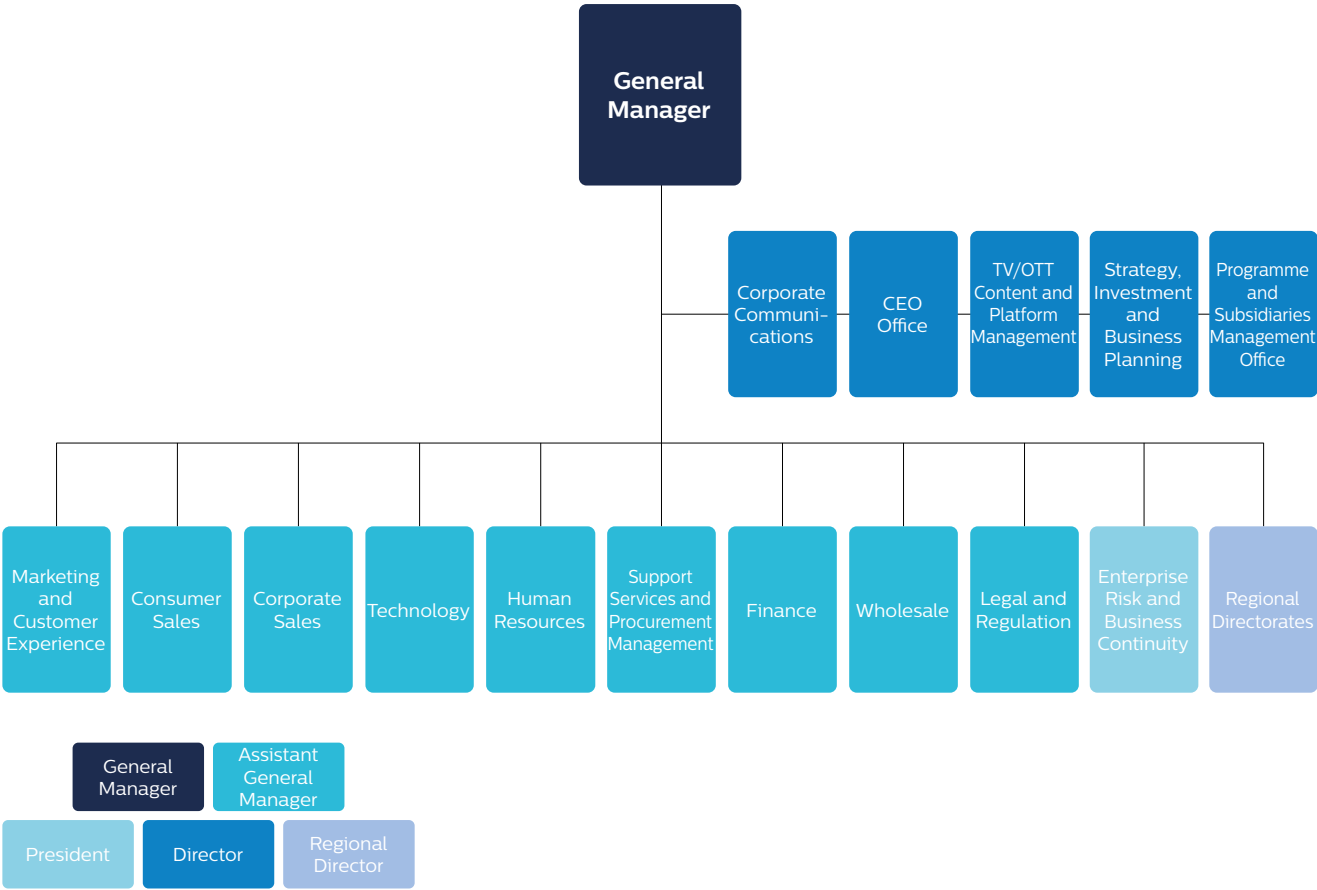 General
Manager
Corporate
Communi-
cations
CEO
Office
TV/OTT
Content and
Platform
Management
Strategy,
Investment
and
Business
Planning
Programme
and
Subsidiaries
Management
Office
Marketing
and
Customer
Experience
Consumer
Sales
Corporate
Sales
Technology
Human
Resources
Support
Services and
Procurement
Management
Finance
Wholesale
Legal and
Regulation
Enterprise
Risk and
Business
Continuity
Regional
Directorates
General
Manager
Assistant
General
Manager
President
Director
Regional
Director